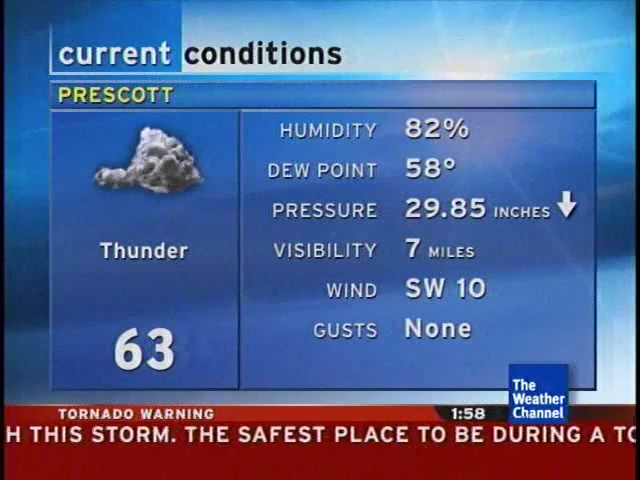 current conditions
PRESCOTT
HUMIDITY 82%
DEW POINT 58°
PRESSURE 29.85 INCHES
VISIBILITY 7 MILES
WIND SW 10
GUSTS None
Thunder
63
The
Weather
Channel
TORNADO WARNING 1:58
H THIS STORM. THE SAFEST PLACE TO BE DURING A TO